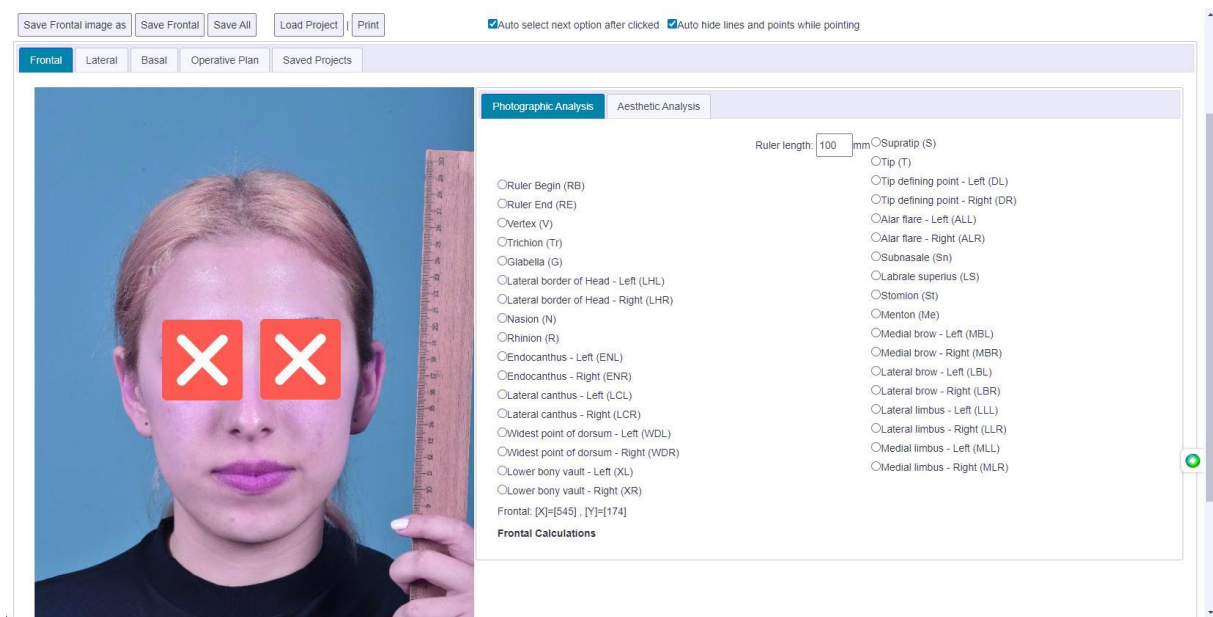 Save Frontal image as Save Frontal Save All Load Project | Print
Auto select next option after clicked Auto hide lines and points while pointing
Frontal Lateral Basal Operative Plan Saved Projects
Photographic Analysis Aesthetic Analysis
Ruler length: 100 mm
Ruler Begin (RB)
Ruler End (RE)
Vertex (V)
Trichion (Tr)
Glabella (G)
Lateral border of Head - Left (LHL)
Lateral border of Head - Right (LHR)
Nasion (N)
Rhinion (R)
Endocanthus - Left (ENL)
Endocanthus - Right (ENR)
Lateral canthus - Left (LCL)
Lateral canthus - Right (LCR)
Widest point of dorsum - Left (WDL)
Widest point of dorsum - Right (WDR)
Lower bony vault - Left (XL)
Lower bony vault - Right (XR)
Frontal: [X]=[545] , [Y]=[174]
Frontal Calculations
Supratip (S)
Tip (T)
Tip defining point - Left (DL)
Tip defining point - Right (DR)
Alar flare - Left (ALL)
Alar flare - Right (ALR)
Subnasale (Sn)
Labrale superius (LS)
Stomion (St)
Menton (Me)
Medial brow - Left (MBL)
Medial brow - Right (MBR)
Lateral brow - Left (LBL)
Lateral brow - Right (LBR)
Lateral limbus - Left (LLL)
Lateral limbus - Right (LLR)
Medial limbus - Left (MLL)
Medial limbus - Right (MLR)